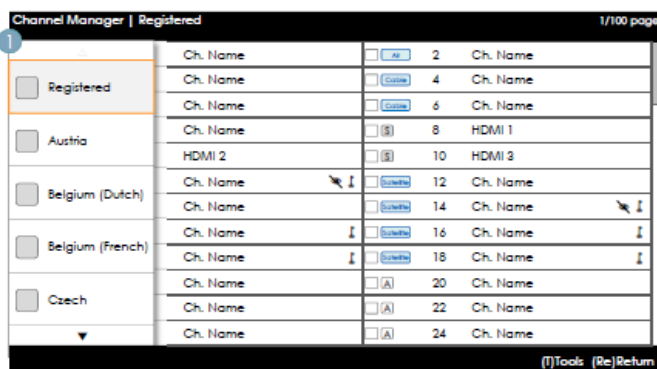 Channel Manager | Registered 1/100 page
1
Ch. Name Air 2 Ch. Name
Registered
Ch. Name Cable 4 Ch. Name
Ch. Name Cable 6 Ch. Name
Austria
Ch. Name S 8 HDMI 1
HDMI 2 S 10 HDMI 3
Belgium (Dutch)
Ch. Name Satellite 12 Ch. Name
Ch. Name Satellite 14 Ch. Name
Belgium (French)
Ch. Name Satellite 16 Ch. Name
Ch. Name Satellite 18 Ch. Name
Czech
Ch. Name A 20 Ch. Name
Ch. Name A 22 Ch. Name
Ch. Name A 24 Ch. Name
(T)Tools (Re)Return